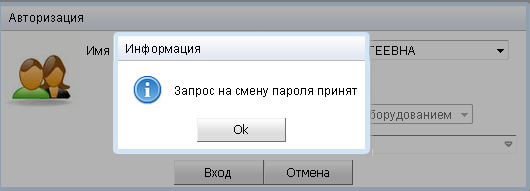 Авторизация
Информация
Имя
ГЕЕВНА
Запрос на смену пароля принят
борудованием
Ok
Вход
Отмена